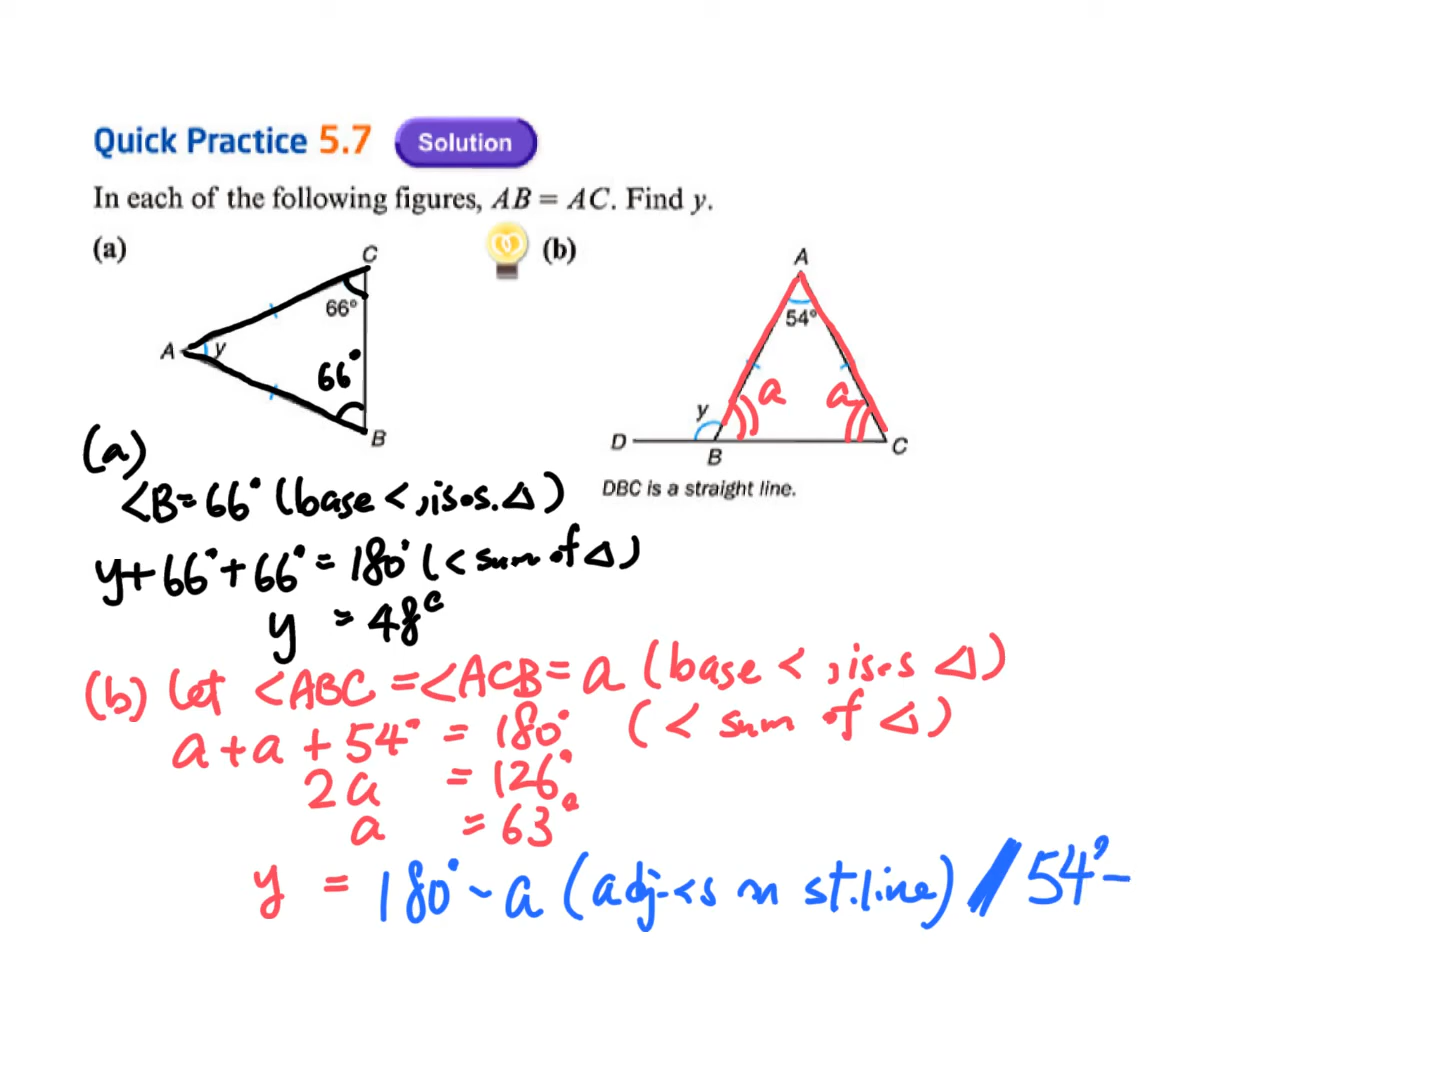 Quick Practice 5.7 Solution
In each of the following figures, AB = AC. Find y.
(a)
C
66°
A
y
66°
B
(b)
A
54°
a
a
y
D
B
C
DBC is a straight line.
(a)
<B=66° (base <, isos. △)
y+66°+66°=180° (< sum of △)
y = 48°
(b) Let <ABC =<ACB= a (base <, isos △)
a+a+54° = 180° (< sum of △)
2a = 126°
a = 63°
y = 180° - a (adj. <s on st. line) / 54° -